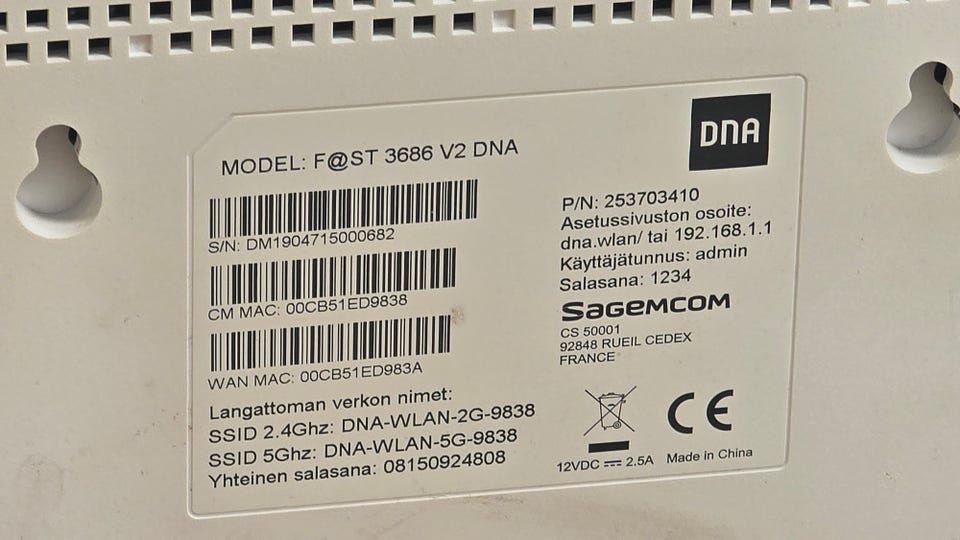 MODEL: F@ST 3686 V2 DNA
DNA
S/N: DM1904715000682
CM MAC: 00CB51ED9838
WAN MAC: 00CB51ED983A
Langattoman verkon nimet:
SSID 2.4Ghz: DNA-WLAN-2G-9838
SSID 5Ghz: DNA-WLAN-5G-9838
Yhteinen salasana: 08150924808
P/N: 253703410
Asetussivuston osoite:
dna.wlan/ tai 192.168.1.1
Käyttäjätunnus: admin
Salasana: 1234
SAGEMCOM
CS 50001
92848 RUEIL CEDEX
FRANCE
CE
12VDC ⎓ 2.5A Made in China